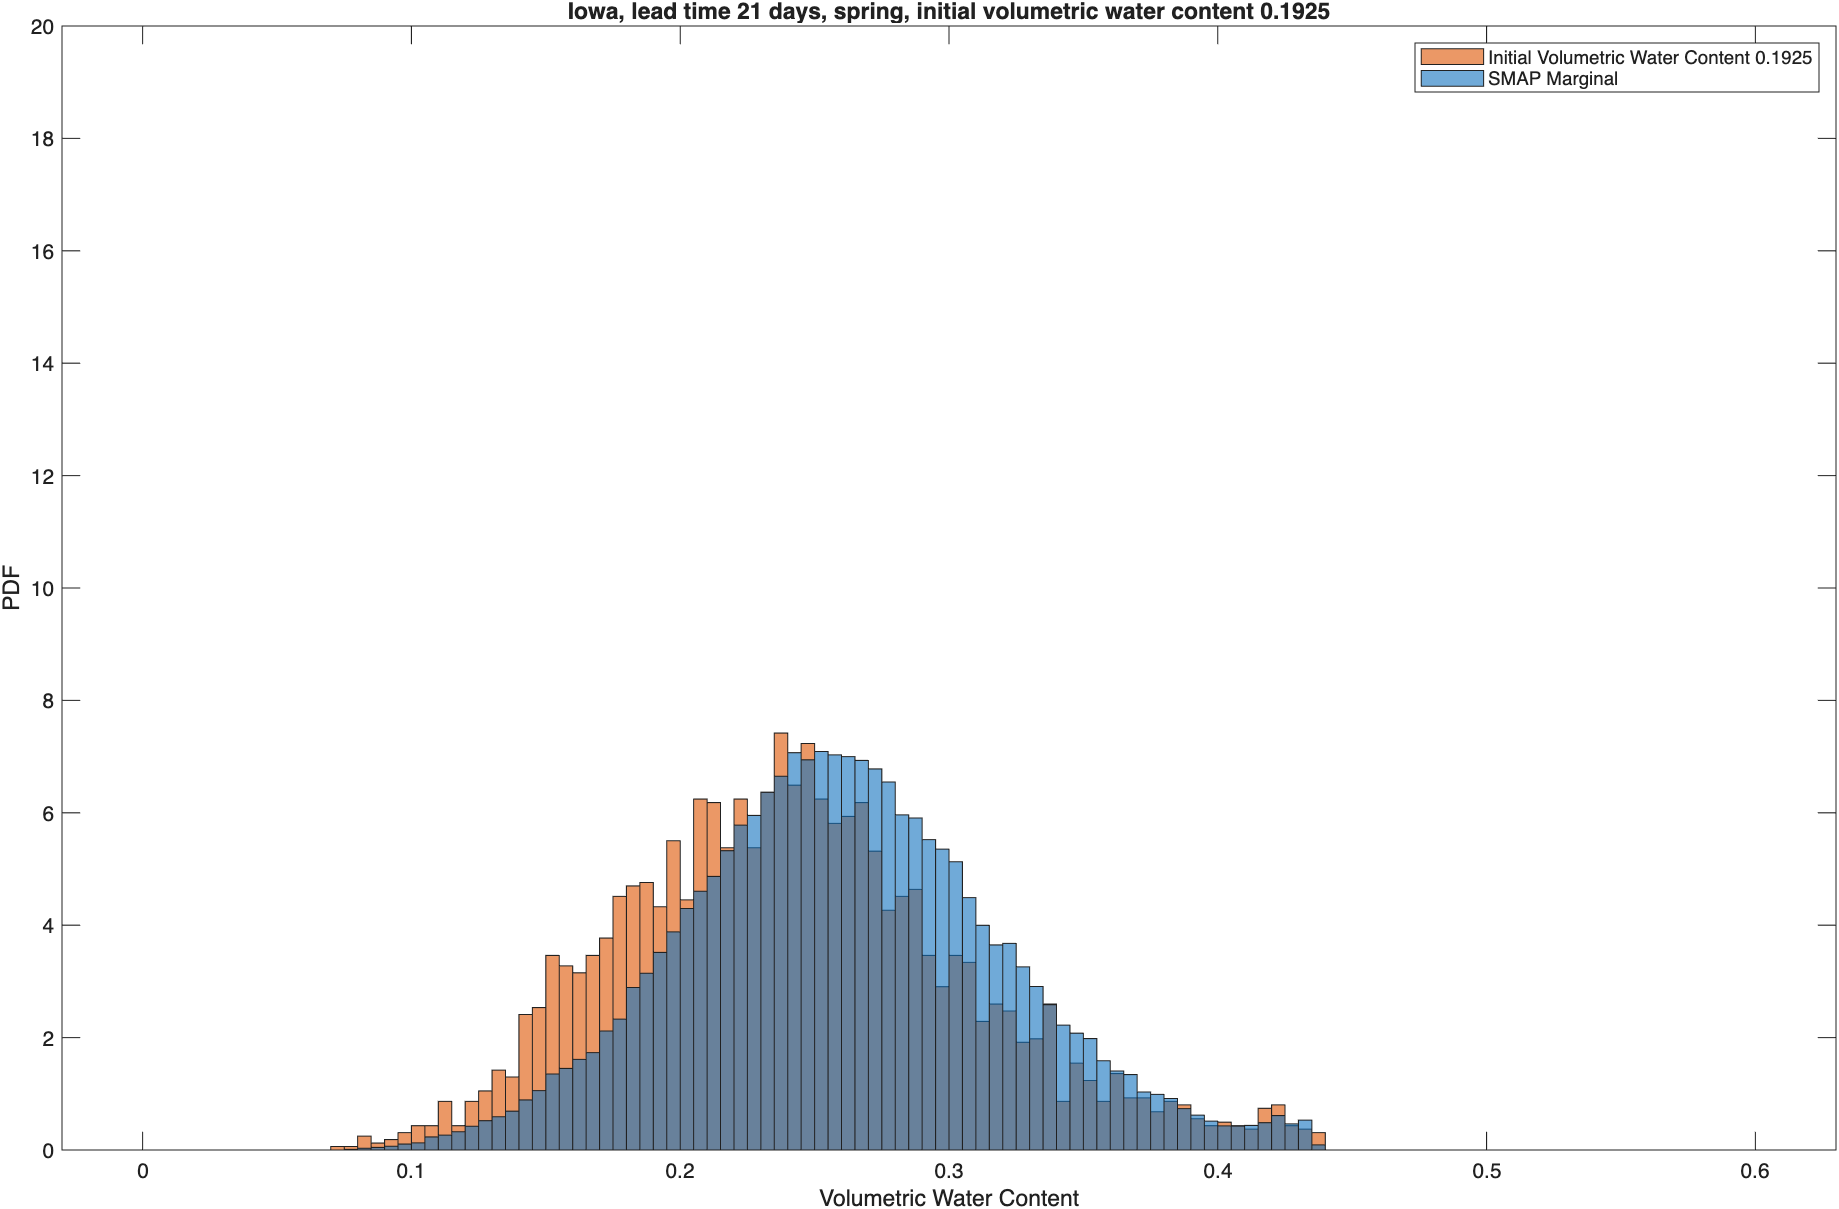 Iowa, lead time 21 days, spring, initial volumetric water content 0.1925
20
18
16
14
12
10
8
6
4
2
0
PDF
Initial Volumetric Water Content 0.1925
SMAP Marginal
0 0.1 0.2 0.3 0.4 0.5 0.6
Volumetric Water Content